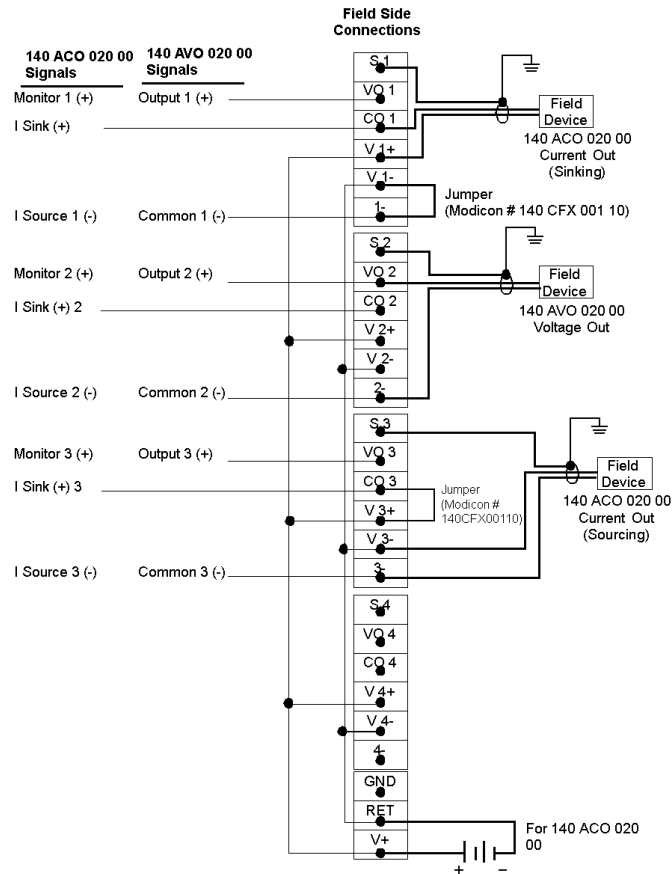 Field Side
Connections
140 ACO 020 00
Signals
140 AVO 020 00
Signals
S 1
Monitor 1 (+)
Output 1 (+)
VO 1
Field
Device
I Sink (+)
CO 1
140 ACO 020 00
Current Out
(Sinking)
V 1+
V 1-
Jumper
(Modicon # 140 CFX 001 10)
I Source 1 (-)
Common 1 (-)
1-
S 2
Monitor 2 (+)
Output 2 (+)
VO 2
Field
Device
I Sink (+) 2
CO 2
140 AVO 020 00
Voltage Out
V 2+
V 2-
I Source 2 (-)
Common 2 (-)
2-
S 3
Monitor 3 (+)
Output 3 (+)
VO 3
Field
Device
I Sink (+) 3
CO 3
Jumper
(Modicon #
140CFX00110)
140 ACO 020 00
Current Out
(Sourcing)
V 3+
V 3-
I Source 3 (-)
Common 3 (-)
3-
S 4
VO 4
CO 4
V 4+
V 4-
4-
GND
RET
V+
For 140 ACO 020
00
+ −